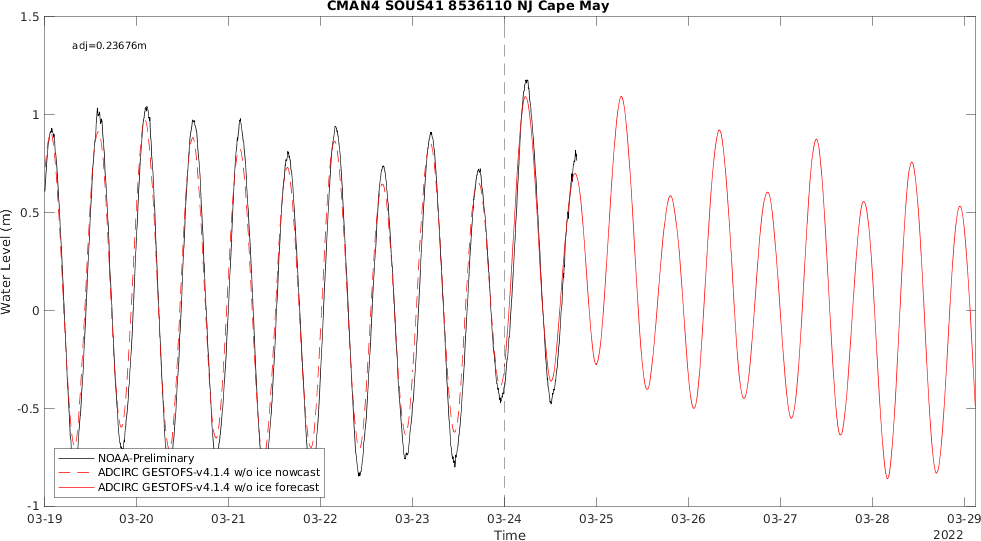 CMAN4 SOUS41 8536110 NJ Cape May
adj=0.23676m
1.5
1
0.5
0
-0.5
-1
Water Level (m)
NOAA-Preliminary
ADCIRC GESTOFS-v4.1.4 w/o ice nowcast
ADCIRC GESTOFS-v4.1.4 w/o ice forecast
03-19
03-20
03-21
03-22
03-23
03-24
03-25
03-26
03-27
03-28
03-29
2022
Time